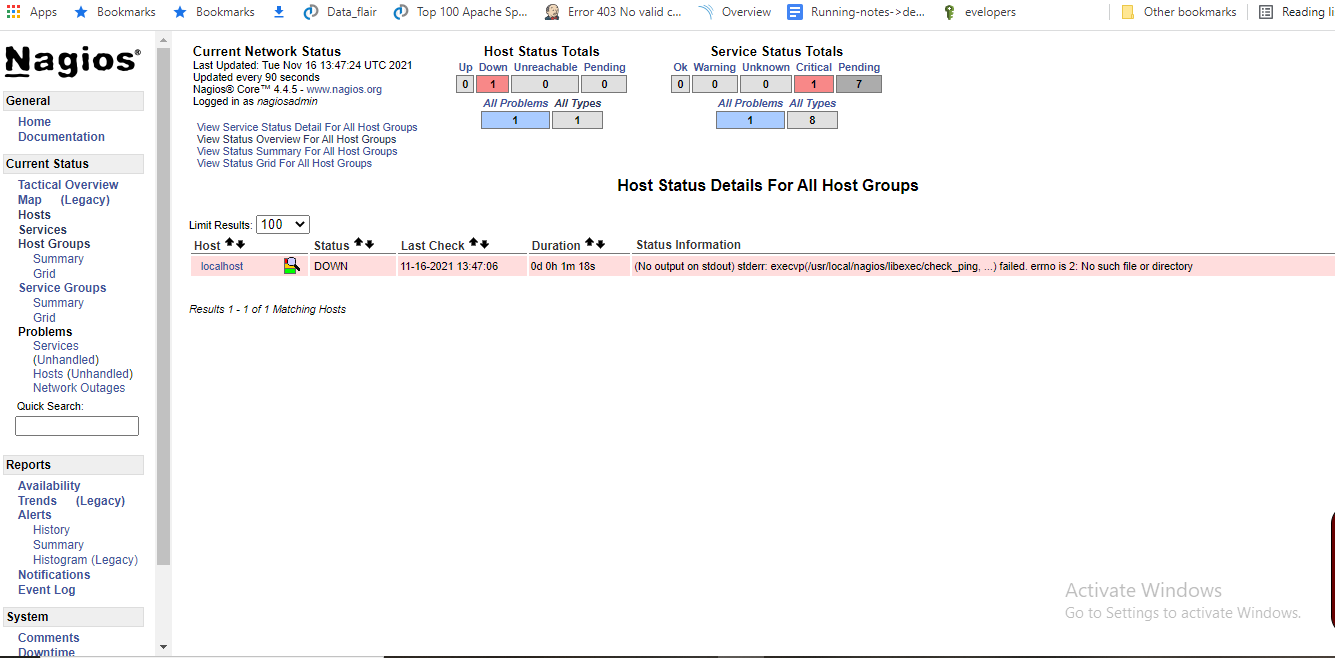 Apps Bookmarks Bookmarks Data_flair Top 100 Apache Sp... Error 403 No valid c... Overview Running-notes->de... evelopers Other bookmarks Reading li
Nagios®
General
Home
Documentation
Current Status
Tactical Overview
Map (Legacy)
Hosts
Services
Host Groups
Summary
Grid
Service Groups
Summary
Grid
Problems
Services
(Unhandled)
Hosts (Unhandled)
Network Outages
Quick Search:
Reports
Availability
Trends (Legacy)
Alerts
History
Summary
Histogram (Legacy)
Notifications
Event Log
System
Comments
Downtime
Current Network Status
Last Updated: Tue Nov 16 13:47:24 UTC 2021
Updated every 90 seconds
Nagios® Core™ 4.4.5 - www.nagios.org
Logged in as nagiosadmin
View Service Status Detail For All Host Groups
View Status Overview For All Host Groups
View Status Summary For All Host Groups
View Status Grid For All Host Groups
Host Status Totals
Up Down Unreachable Pending
0 1 0 0
All Problems All Types
1 1
Service Status Totals
Ok Warning Unknown Critical Pending
0 0 0 1 7
All Problems All Types
1 8
Host Status Details For All Host Groups
Limit Results: 100
Host Status Last Check Duration Status Information
localhost DOWN 11-16-2021 13:47:06 0d 0h 1m 18s (No output on stdout) stderr: execvp(/usr/local/nagios/libexec/check_ping, ...) failed. errno is 2: No such file or directory
Results 1 - 1 of 1 Matching Hosts
Activate Windows
Go to Settings to activate Windows.